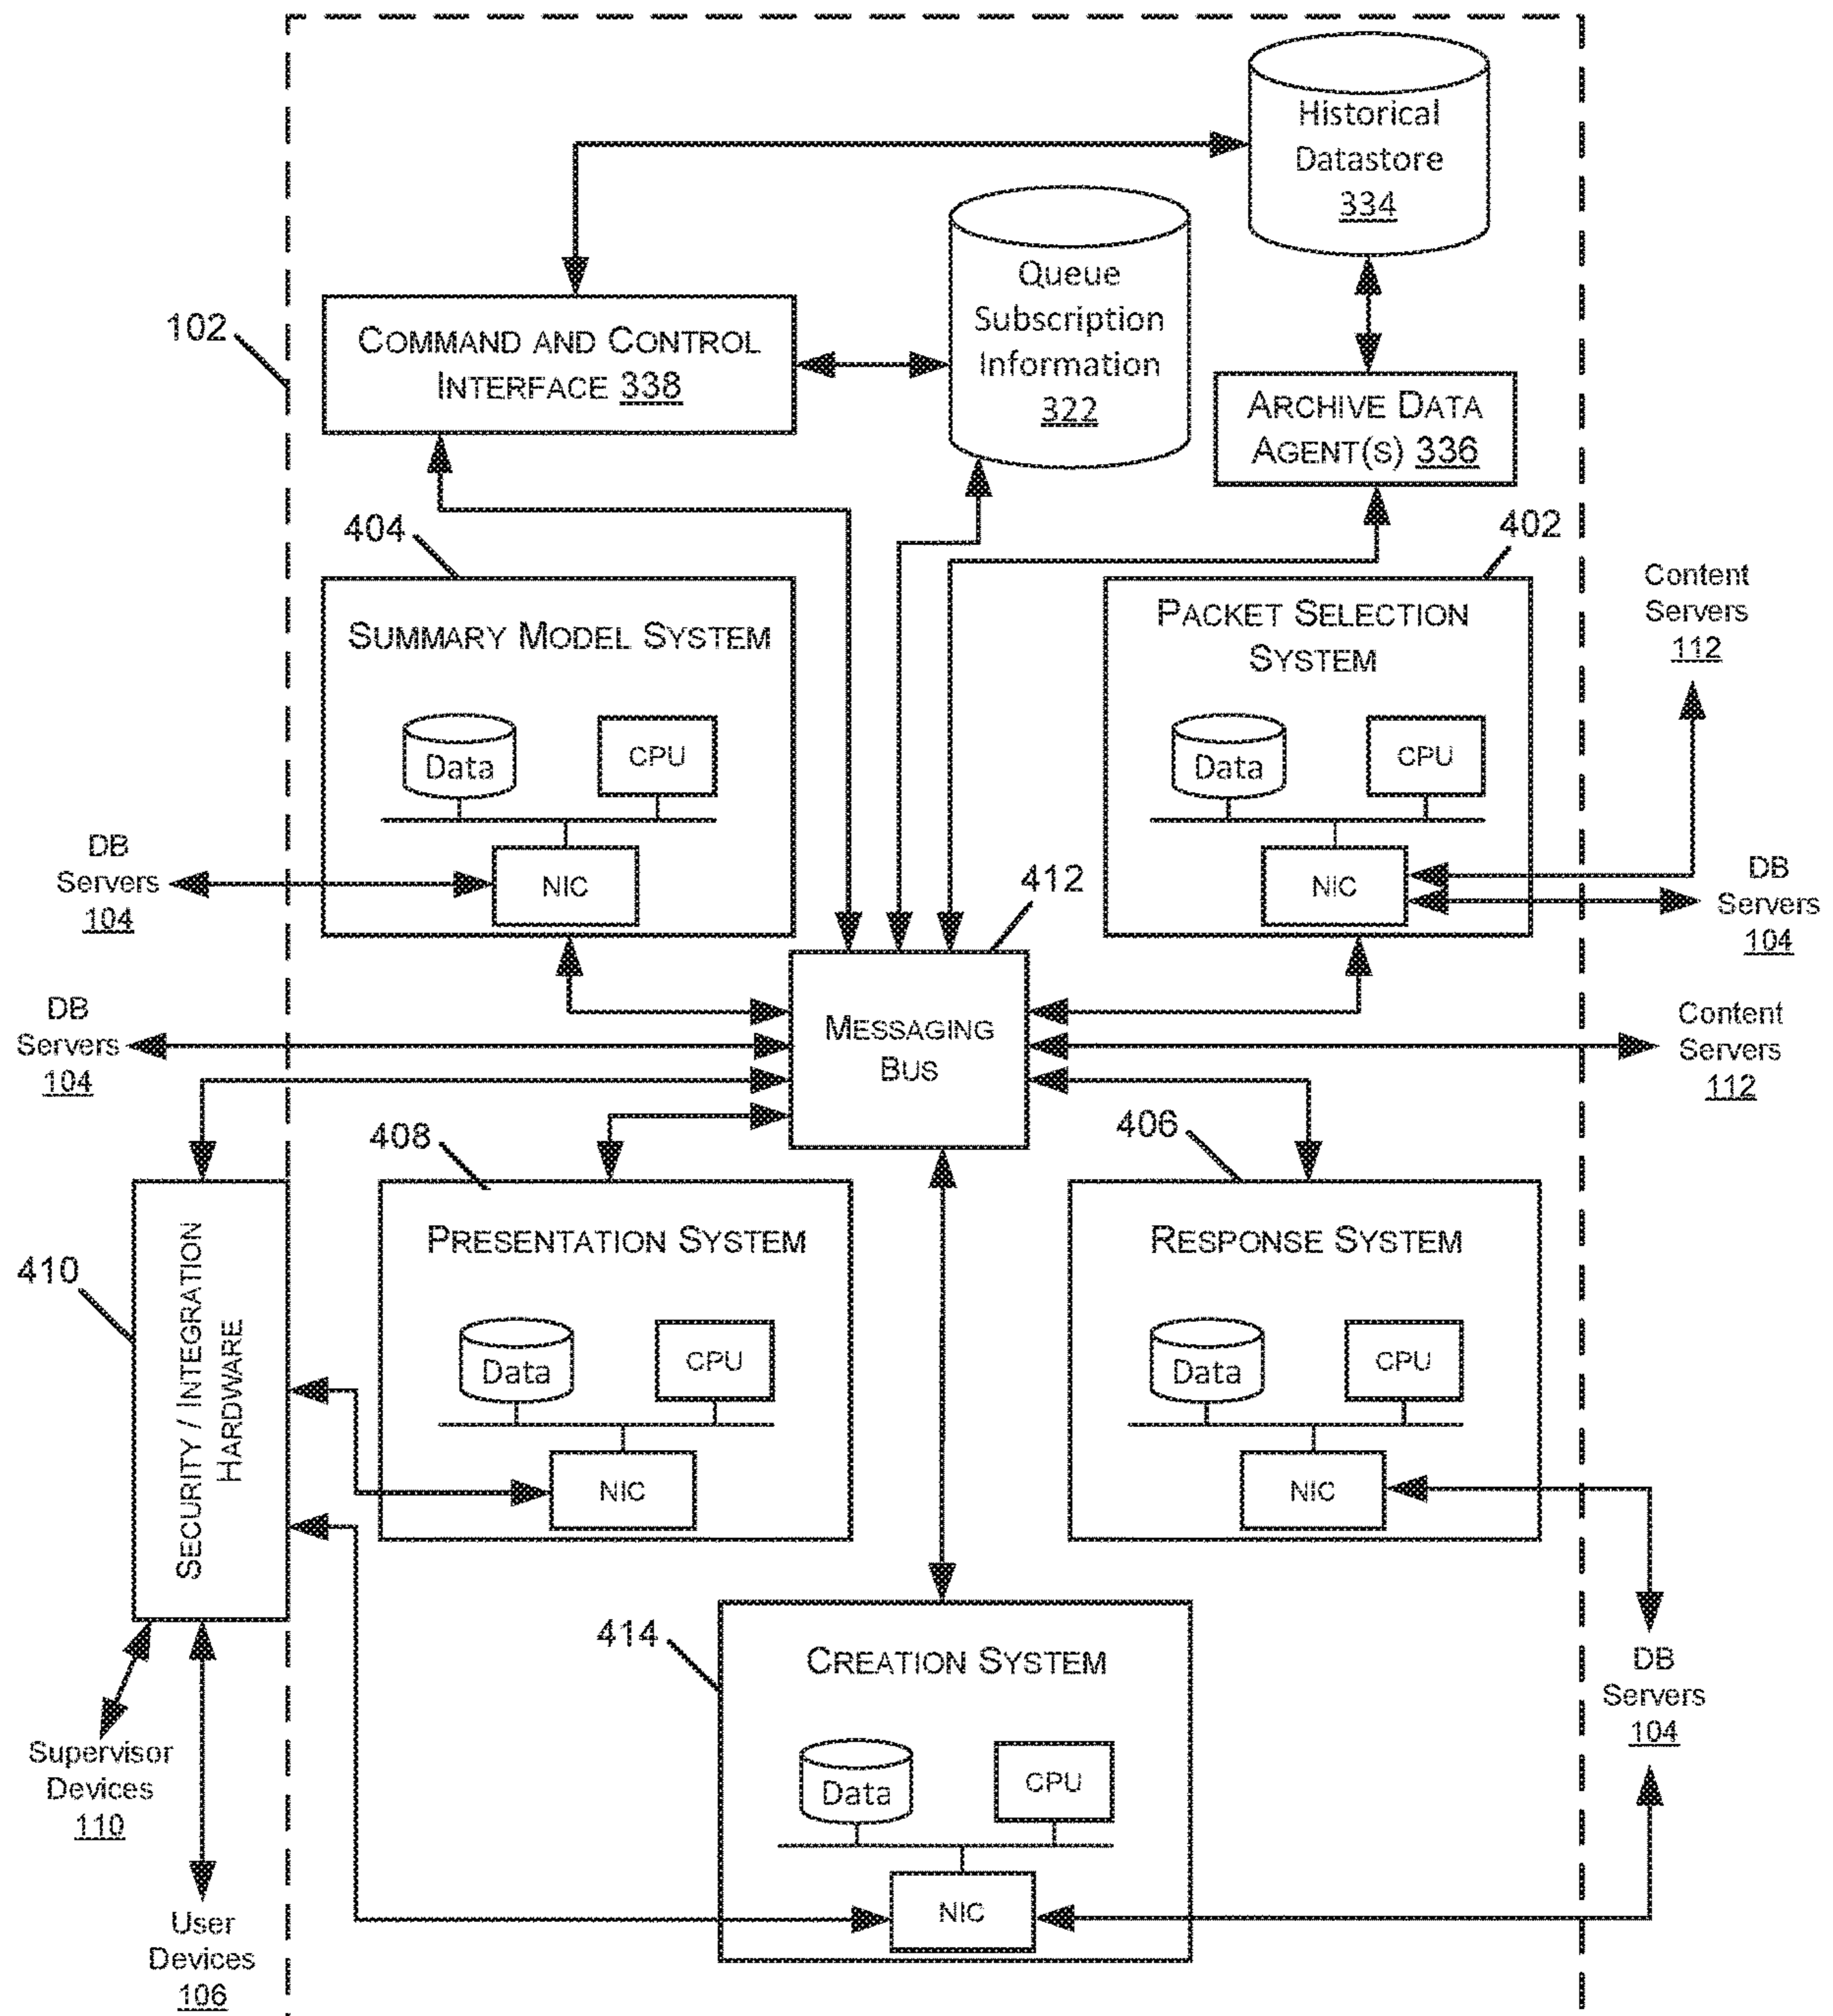 Historical
Datastore
334
Queue
Subscription
Information
322
102
COMMAND AND CONTROL
INTERFACE 338
ARCHIVE DATA
AGENT(S) 336
404
402
SUMMARY MODEL SYSTEM
Data
CPU
NIC
PACKET SELECTION
SYSTEM
Data
CPU
NIC
Content
Servers
112
DB
Servers
104
DB
Servers
104
412
MESSAGING
BUS
DB
Servers
104
Content
Servers
112
408
406
410
SECURITY / INTEGRATION
HARDWARE
PRESENTATION SYSTEM
Data
CPU
NIC
RESPONSE SYSTEM
Data
CPU
NIC
414
CREATION SYSTEM
Data
CPU
NIC
DB
Servers
104
Supervisor
Devices
110
User
Devices
106